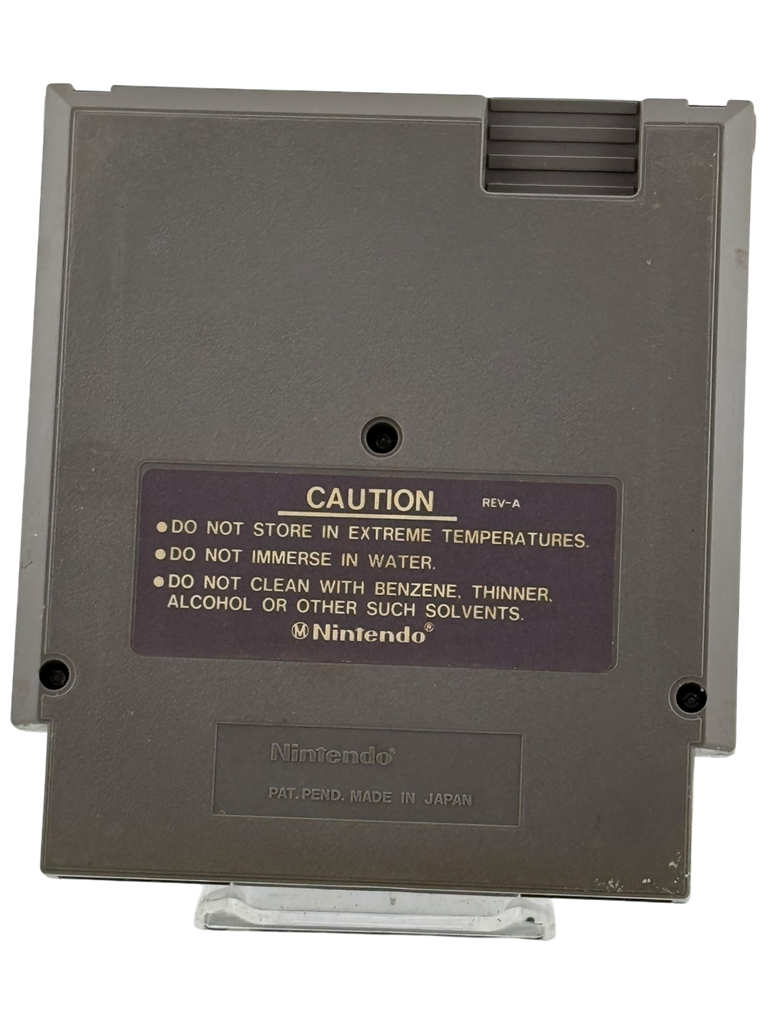 CAUTION REV-A
●DO NOT STORE IN EXTREME TEMPERATURES.
●DO NOT IMMERSE IN WATER.
●DO NOT CLEAN WITH BENZENE, THINNER,
ALCOHOL OR OTHER SUCH SOLVENTS.
Ⓜ Nintendo®
Nintendo®
PAT. PEND. MADE IN JAPAN